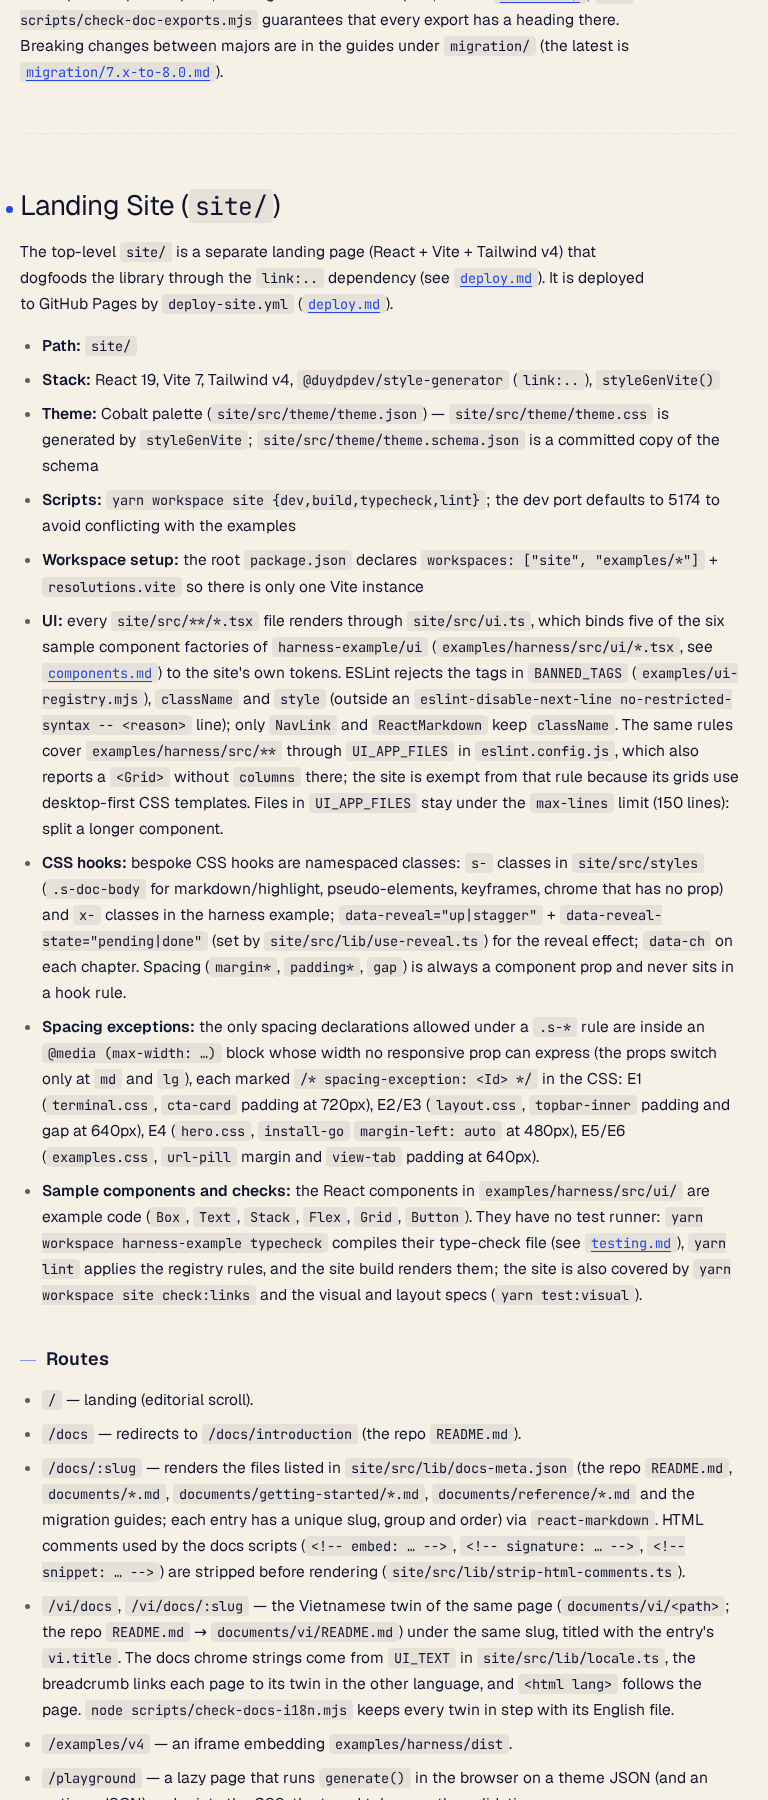 scripts/check-doc-exports.mjs guarantees that every export has a heading there.
Breaking changes between majors are in the guides under migration/ (the latest is
migration/7.x-to-8.0.md ).
Landing Site ( site/ )
The top-level site/ is a separate landing page (React + Vite + Tailwind v4) that
dogfoods the library through the link:.. dependency (see deploy.md ). It is deployed
to GitHub Pages by deploy-site.yml ( deploy.md ).
Path: site/
Stack: React 19, Vite 7, Tailwind v4, @duydpdev/style-generator ( link:.. ), styleGenVite()
Theme: Cobalt palette ( site/src/theme/theme.json ) — site/src/theme/theme.css is
generated by styleGenVite ; site/src/theme/theme.schema.json is a committed copy of the
schema
Scripts: yarn workspace site {dev,build,typecheck,lint} ; the dev port defaults to 5174 to
avoid conflicting with the examples
Workspace setup: the root package.json declares workspaces: ["site", "examples/*"] +
resolutions.vite so there is only one Vite instance
UI: every site/src/**/*.tsx file renders through site/src/ui.ts , which binds five of the six
sample component factories of harness-example/ui ( examples/harness/src/ui/*.tsx , see
components.md ) to the site's own tokens. ESLint rejects the tags in BANNED_TAGS ( examples/ui-
registry.mjs ), className and style (outside an eslint-disable-next-line no-restricted-
syntax -- <reason> line); only NavLink and ReactMarkdown keep className . The same rules
cover examples/harness/src/** through UI_APP_FILES in eslint.config.js , which also
reports a <Grid> without columns there; the site is exempt from that rule because its grids use
desktop-first CSS templates. Files in UI_APP_FILES stay under the max-lines limit (150 lines):
split a longer component.
CSS hooks: bespoke CSS hooks are namespaced classes: s- classes in site/src/styles
( .s-doc-body for markdown/highlight, pseudo-elements, keyframes, chrome that has no prop)
and x- classes in the harness example; data-reveal="up|stagger" + data-reveal-
state="pending|done" (set by site/src/lib/use-reveal.ts ) for the reveal effect; data-ch on
each chapter. Spacing ( margin* , padding* , gap ) is always a component prop and never sits in
a hook rule.
Spacing exceptions: the only spacing declarations allowed under a .s-* rule are inside an
@media (max-width: …) block whose width no responsive prop can express (the props switch
only at md and lg ), each marked /* spacing-exception: <Id> */ in the CSS: E1
( terminal.css , cta-card padding at 720px), E2/E3 ( layout.css , topbar-inner padding and
gap at 640px), E4 ( hero.css , install-go margin-left: auto at 480px), E5/E6
( examples.css , url-pill margin and view-tab padding at 640px).
Sample components and checks: the React components in examples/harness/src/ui/ are
example code ( Box , Text , Stack , Flex , Grid , Button ). They have no test runner: yarn
workspace harness-example typecheck compiles their type-check file (see testing.md ), yarn
lint applies the registry rules, and the site build renders them; the site is also covered by yarn
workspace site check:links and the visual and layout specs ( yarn test:visual ).
— Routes
/ — landing (editorial scroll).
/docs — redirects to /docs/introduction (the repo README.md ).
/docs/:slug — renders the files listed in site/src/lib/docs-meta.json (the repo README.md ,
documents/*.md , documents/getting-started/*.md , documents/reference/*.md and the
migration guides; each entry has a unique slug, group and order) via react-markdown . HTML
comments used by the docs scripts ( <!-- embed: … --> , <!-- signature: … --> , <!--
snippet: … --> ) are stripped before rendering ( site/src/lib/strip-html-comments.ts ).
/vi/docs , /vi/docs/:slug — the Vietnamese twin of the same page ( documents/vi/<path> ;
the repo README.md → documents/vi/README.md ) under the same slug, titled with the entry's
vi.title . The docs chrome strings come from UI_TEXT in site/src/lib/locale.ts , the
breadcrumb links each page to its twin in the other language, and <html lang> follows the
page. node scripts/check-docs-i18n.mjs keeps every twin in step with its English file.
/examples/v4 — an iframe embedding examples/harness/dist .
/playground — a lazy page that runs generate() in the browser on a theme JSON (and an